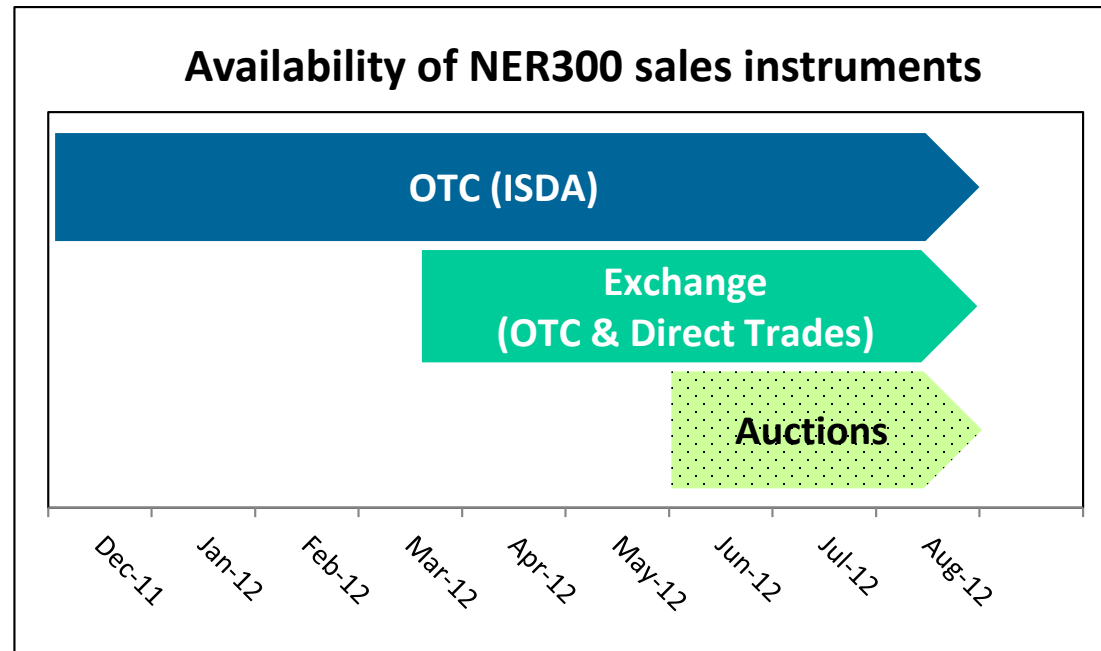 Availability of NER300 sales instruments
OTC (ISDA)
Exchange
(OTC & Direct Trades)
Auctions
Dec-11
Jan-12
Feb-12
Mar-12
Apr-12
May-12
Jun-12
Jul-12
Aug-12